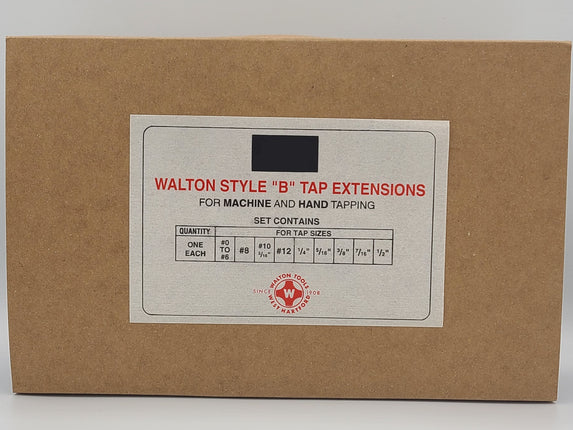 WALTON STYLE "B" TAP EXTENSIONS
FOR MACHINE AND HAND TAPPING
SET CONTAINS
QUANTITY FOR TAP SIZES
ONE EACH #0 TO #6 #8 #10 3/16" #12 1/4" 5/16" 3/8" 7/16" 1/2"
WALTON TOOLS
SINCE W 1908
WEST HARTFORD